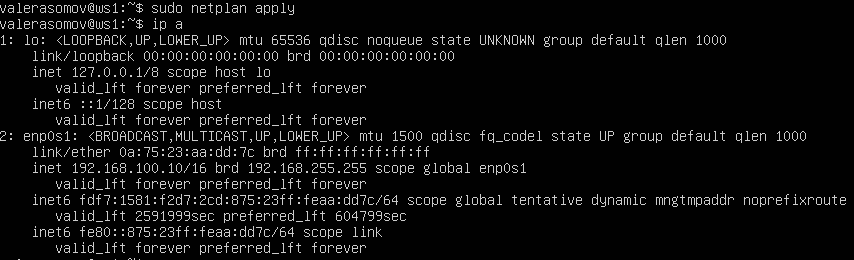 valerasomov@ws1:~$ sudo netplan apply
valerasomov@ws1:~$ ip a
1: lo: <LOOPBACK,UP,LOWER_UP> mtu 65536 qdisc noqueue state UNKNOWN group default qlen 1000
    link/loopback 00:00:00:00:00:00 brd 00:00:00:00:00:00
    inet 127.0.0.1/8 scope host lo
       valid_lft forever preferred_lft forever
    inet6 ::1/128 scope host
       valid_lft forever preferred_lft forever
2: enp0s1: <BROADCAST,MULTICAST,UP,LOWER_UP> mtu 1500 qdisc fq_codel state UP group default qlen 1000
    link/ether 0a:75:23:aa:dd:7c brd ff:ff:ff:ff:ff:ff
    inet 192.168.100.10/16 brd 192.168.255.255 scope global enp0s1
       valid_lft forever preferred_lft forever
    inet6 fdf7:1581:f2d7:2cd:875:23ff:feaa:dd7c/64 scope global tentative dynamic mngtmpaddr noprefixroute
       valid_lft 2591999sec preferred_lft 604799sec
    inet6 fe80::875:23ff:feaa:dd7c/64 scope link
       valid_lft forever preferred_lft forever